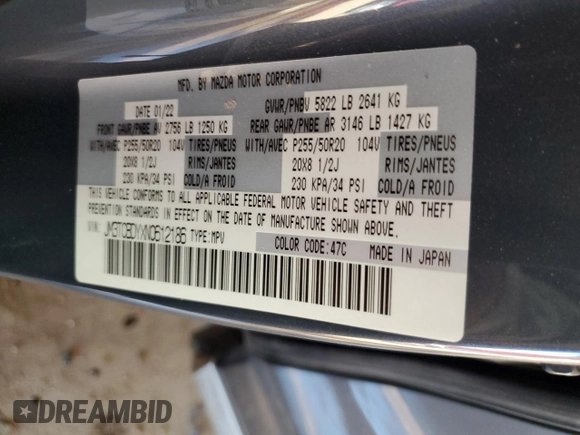 MFD. BY MAZDA MOTOR CORPORATION
DATE 01/22
GVWR/PNBV 5822 LB 2641 KG
FRONT GAWR/PNBE AV 2756 LB 1250 KG
REAR GAWR/PNBE AR 3146 LB 1427 KG
WITH/AVEC P255/50R20 104V TIRES/PNEUS
WITH/AVEC P255/50R20 104V TIRES/PNEUS
20X8 1/2J RIMS/JANTES
20X8 1/2J RIMS/JANTES
230 KPA/34 PSI COLD/A FROID
230 KPA/34 PSI COLD/A FROID
THIS VEHICLE CONFORMS TO ALL APPLICABLE FEDERAL MOTOR VEHICLE SAFETY AND THEFT
PREVENTION STANDARDS IN EFFECT ON THE DATE OF MANUFACTURE SHOWN ABOVE.
VIN: TYPE:MPV
COLOR CODE:47C MADE IN JAPAN
DREAMBID